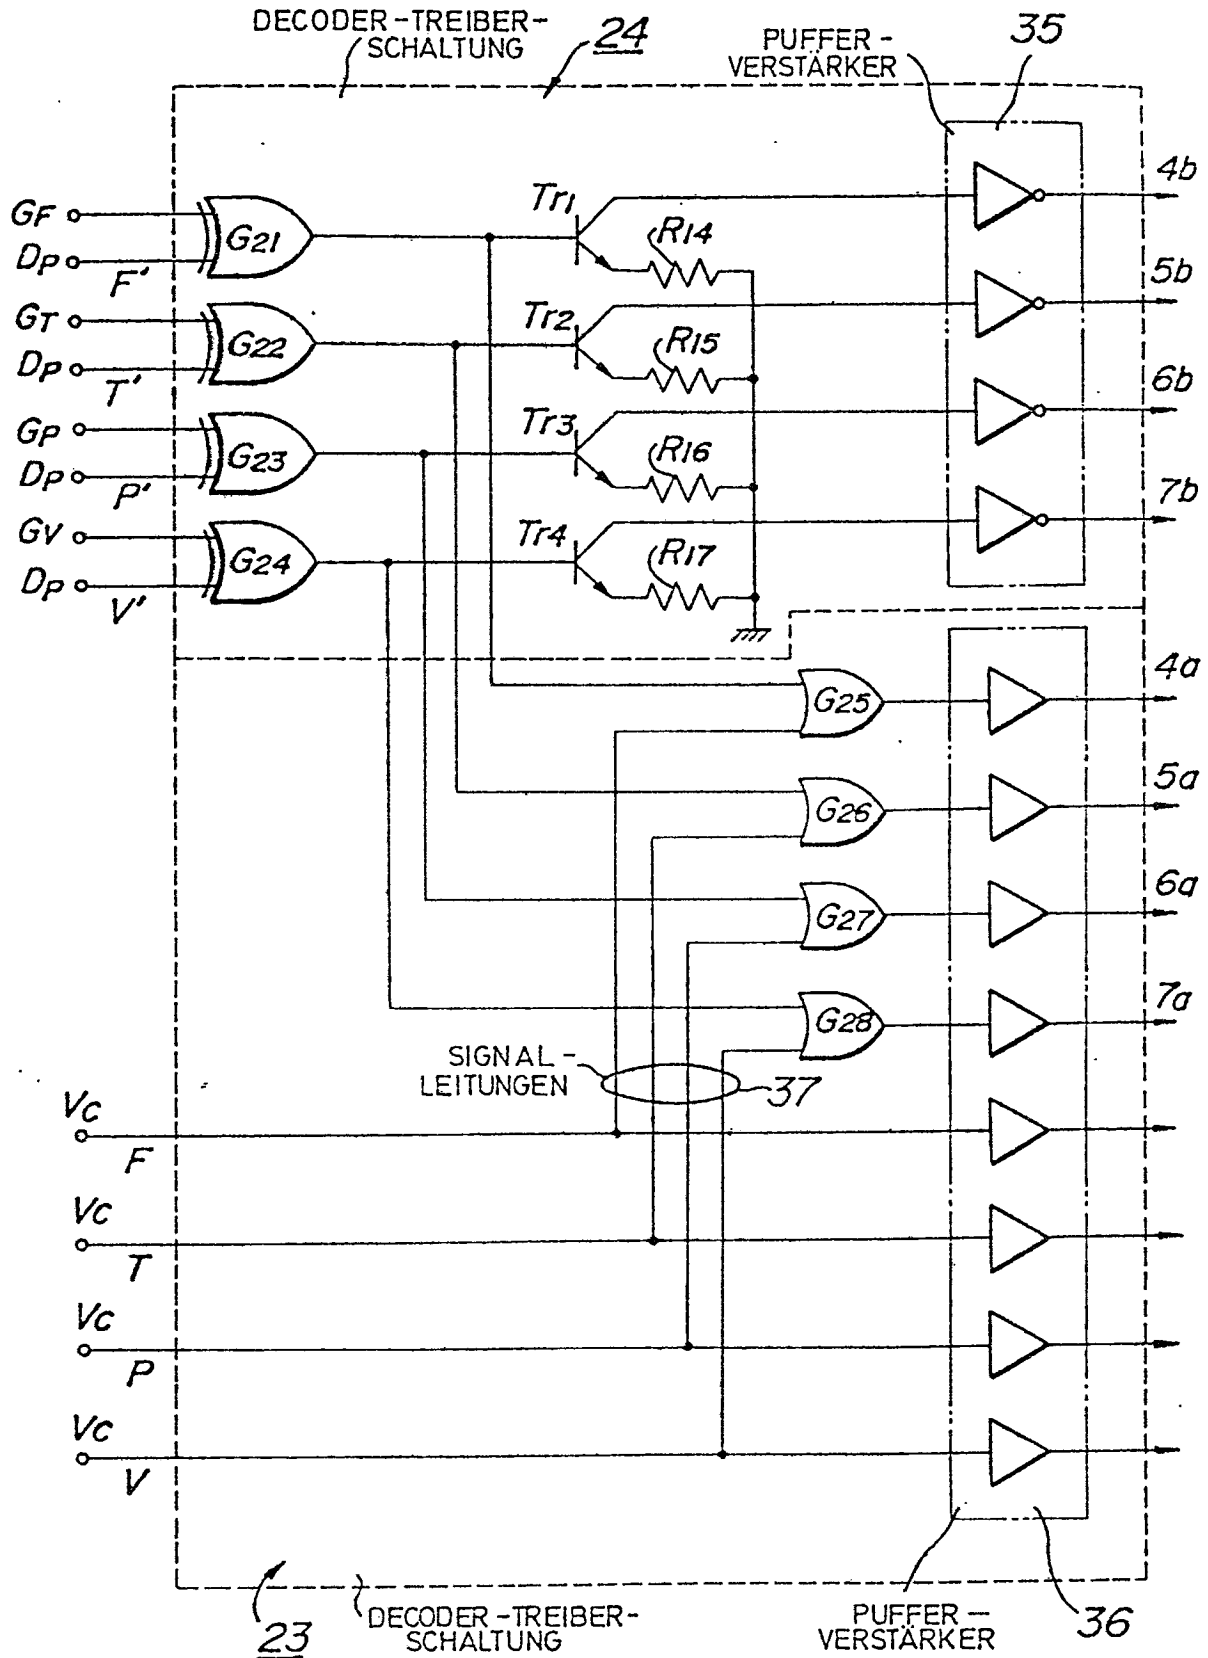 DECODER-TREIBER-
SCHALTUNG
24
PUFFER-
VERSTÄRKER
35
GF
DP
F'
G21
Tr1
R14
4b
GT
DP
T'
G22
Tr2
R15
5b
GP
DP
P'
G23
Tr3
R16
6b
GV
DP
V'
G24
Tr4
R17
7b
G25
4a
G26
5a
G27
6a
G28
7a
SIGNAL-
LEITUNGEN
37
Vc
F
Vc
T
Vc
P
Vc
V
23
DECODER-TREIBER-
SCHALTUNG
PUFFER-
VERSTÄRKER
36